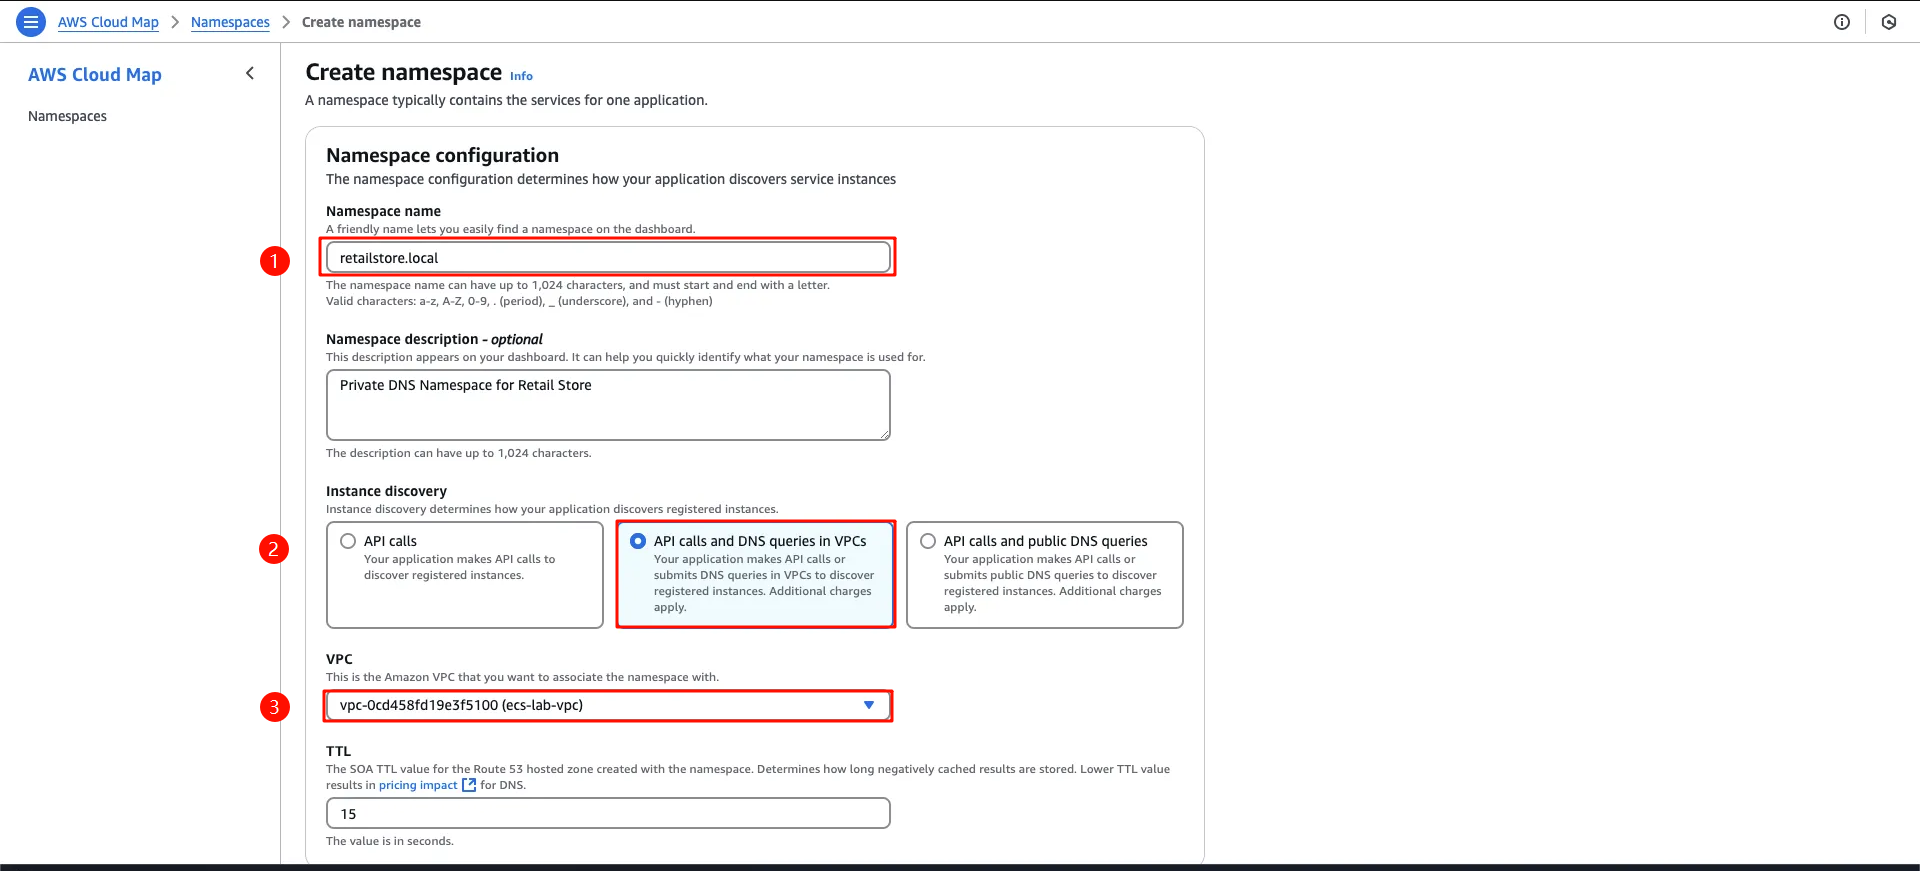 AWS Cloud Map > Namespaces > Create namespace
AWS Cloud Map
Namespaces
Create namespace Info
A namespace typically contains the services for one application.
Namespace configuration
The namespace configuration determines how your application discovers service instances
Namespace name
A friendly name lets you easily find a namespace on the dashboard.
1
retailstore.local
The namespace name can have up to 1,024 characters, and must start and end with a letter.
Valid characters: a-z, A-Z, 0-9, . (period), _ (underscore), and - (hyphen)
Namespace description - optional
This description appears on your dashboard. It can help you quickly identify what your namespace is used for.
Private DNS Namespace for Retail Store
The description can have up to 1,024 characters.
Instance discovery
Instance discovery determines how your application discovers registered instances.
2
API calls
Your application makes API calls to
discover registered instances.
API calls and DNS queries in VPCs
Your application makes API calls or
submits DNS queries in VPCs to discover
registered instances. Additional charges
apply.
API calls and public DNS queries
Your application makes API calls or
submits public DNS queries to discover
registered instances. Additional charges
apply.
VPC
This is the Amazon VPC that you want to associate the namespace with.
3
vpc-0cd458fd19e3f5100 (ecs-lab-vpc)
TTL
The SOA TTL value for the Route 53 hosted zone created with the namespace. Determines how long negatively cached results are stored. Lower TTL value
results in pricing impact for DNS.
15
The value is in seconds.